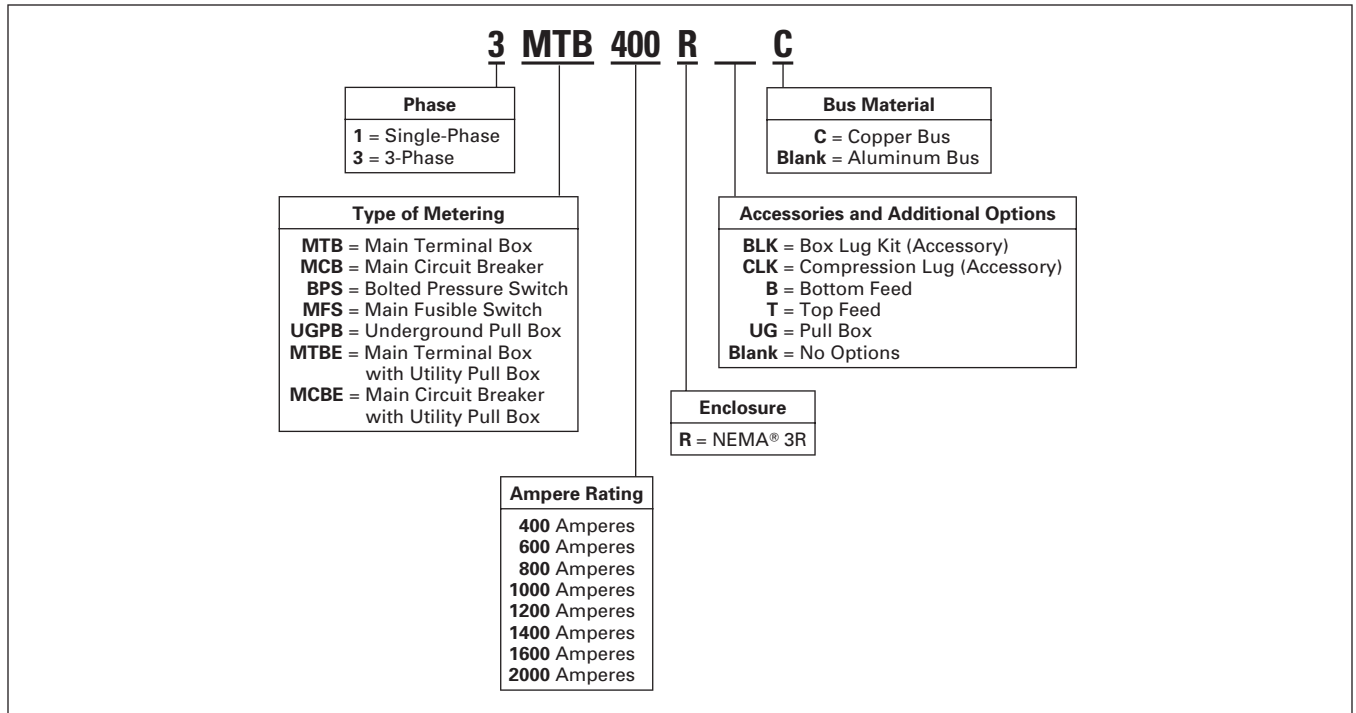 3 MTB 400 R __ C
Phase
1 = Single-Phase
3 = 3-Phase
Bus Material
C = Copper Bus
Blank = Aluminum Bus
Type of Metering
MTB = Main Terminal Box
MCB = Main Circuit Breaker
BPS = Bolted Pressure Switch
MFS = Main Fusible Switch
UGPB = Underground Pull Box
MTBE = Main Terminal Box
with Utility Pull Box
MCBE = Main Circuit Breaker
with Utility Pull Box
Accessories and Additional Options
BLK = Box Lug Kit (Accessory)
CLK = Compression Lug (Accessory)
B = Bottom Feed
T = Top Feed
UG = Pull Box
Blank = No Options
Enclosure
R = NEMA® 3R
Ampere Rating
400 Amperes
600 Amperes
800 Amperes
1000 Amperes
1200 Amperes
1400 Amperes
1600 Amperes
2000 Amperes